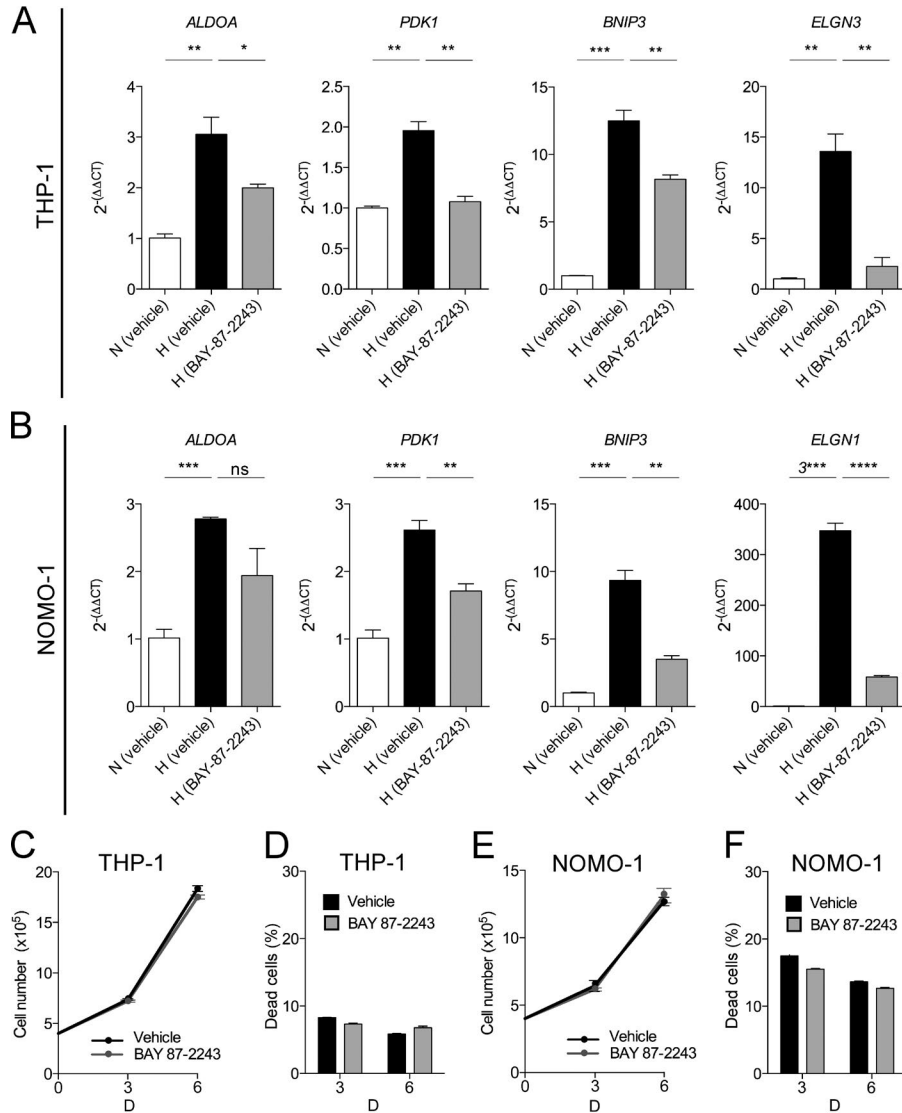 A
THP-1
ALDOA
** *
4
3
2
1
0
2-(ΔΔCT)
N (vehicle)
H (vehicle)
H (BAY-87-2243)
PDK1
** **
2.0
1.5
1.0
0.5
0.0
2-(ΔΔCT)
N (vehicle)
H (vehicle)
H (BAY-87-2243)
BNIP3
*** **
15
10
5
0
2-(ΔΔCT)
N (vehicle)
H (vehicle)
H (BAY-87-2243)
ELGN3
** **
20
15
10
5
0
2-(ΔΔCT)
N (vehicle)
H (vehicle)
H (BAY-87-2243)
B
NOMO-1
ALDOA
*** ns
3
2
1
0
2-(ΔΔCT)
N (vehicle)
H (vehicle)
H (BAY-87-2243)
PDK1
*** **
3
2
1
0
2-(ΔΔCT)
N (vehicle)
H (vehicle)
H (BAY-87-2243)
BNIP3
*** **
15
10
5
0
2-(ΔΔCT)
N (vehicle)
H (vehicle)
H (BAY-87-2243)
ELGN1
3*** ****
400
300
200
100
0
2-(ΔΔCT)
N (vehicle)
H (vehicle)
H (BAY-87-2243)
C
THP-1
20
15
10
5
0
Cell number (x105)
Vehicle
BAY 87-2243
0 3 6
D
D
THP-1
30
20
10
0
Dead cells (%)
Vehicle
BAY 87-2243
3 6
D
E
NOMO-1
15
10
5
0
Cell number (x105)
Vehicle
BAY 87-2243
0 3 6
D
F
NOMO-1
30
20
10
0
Dead cells (%)
Vehicle
BAY 87-2243
3 6
D